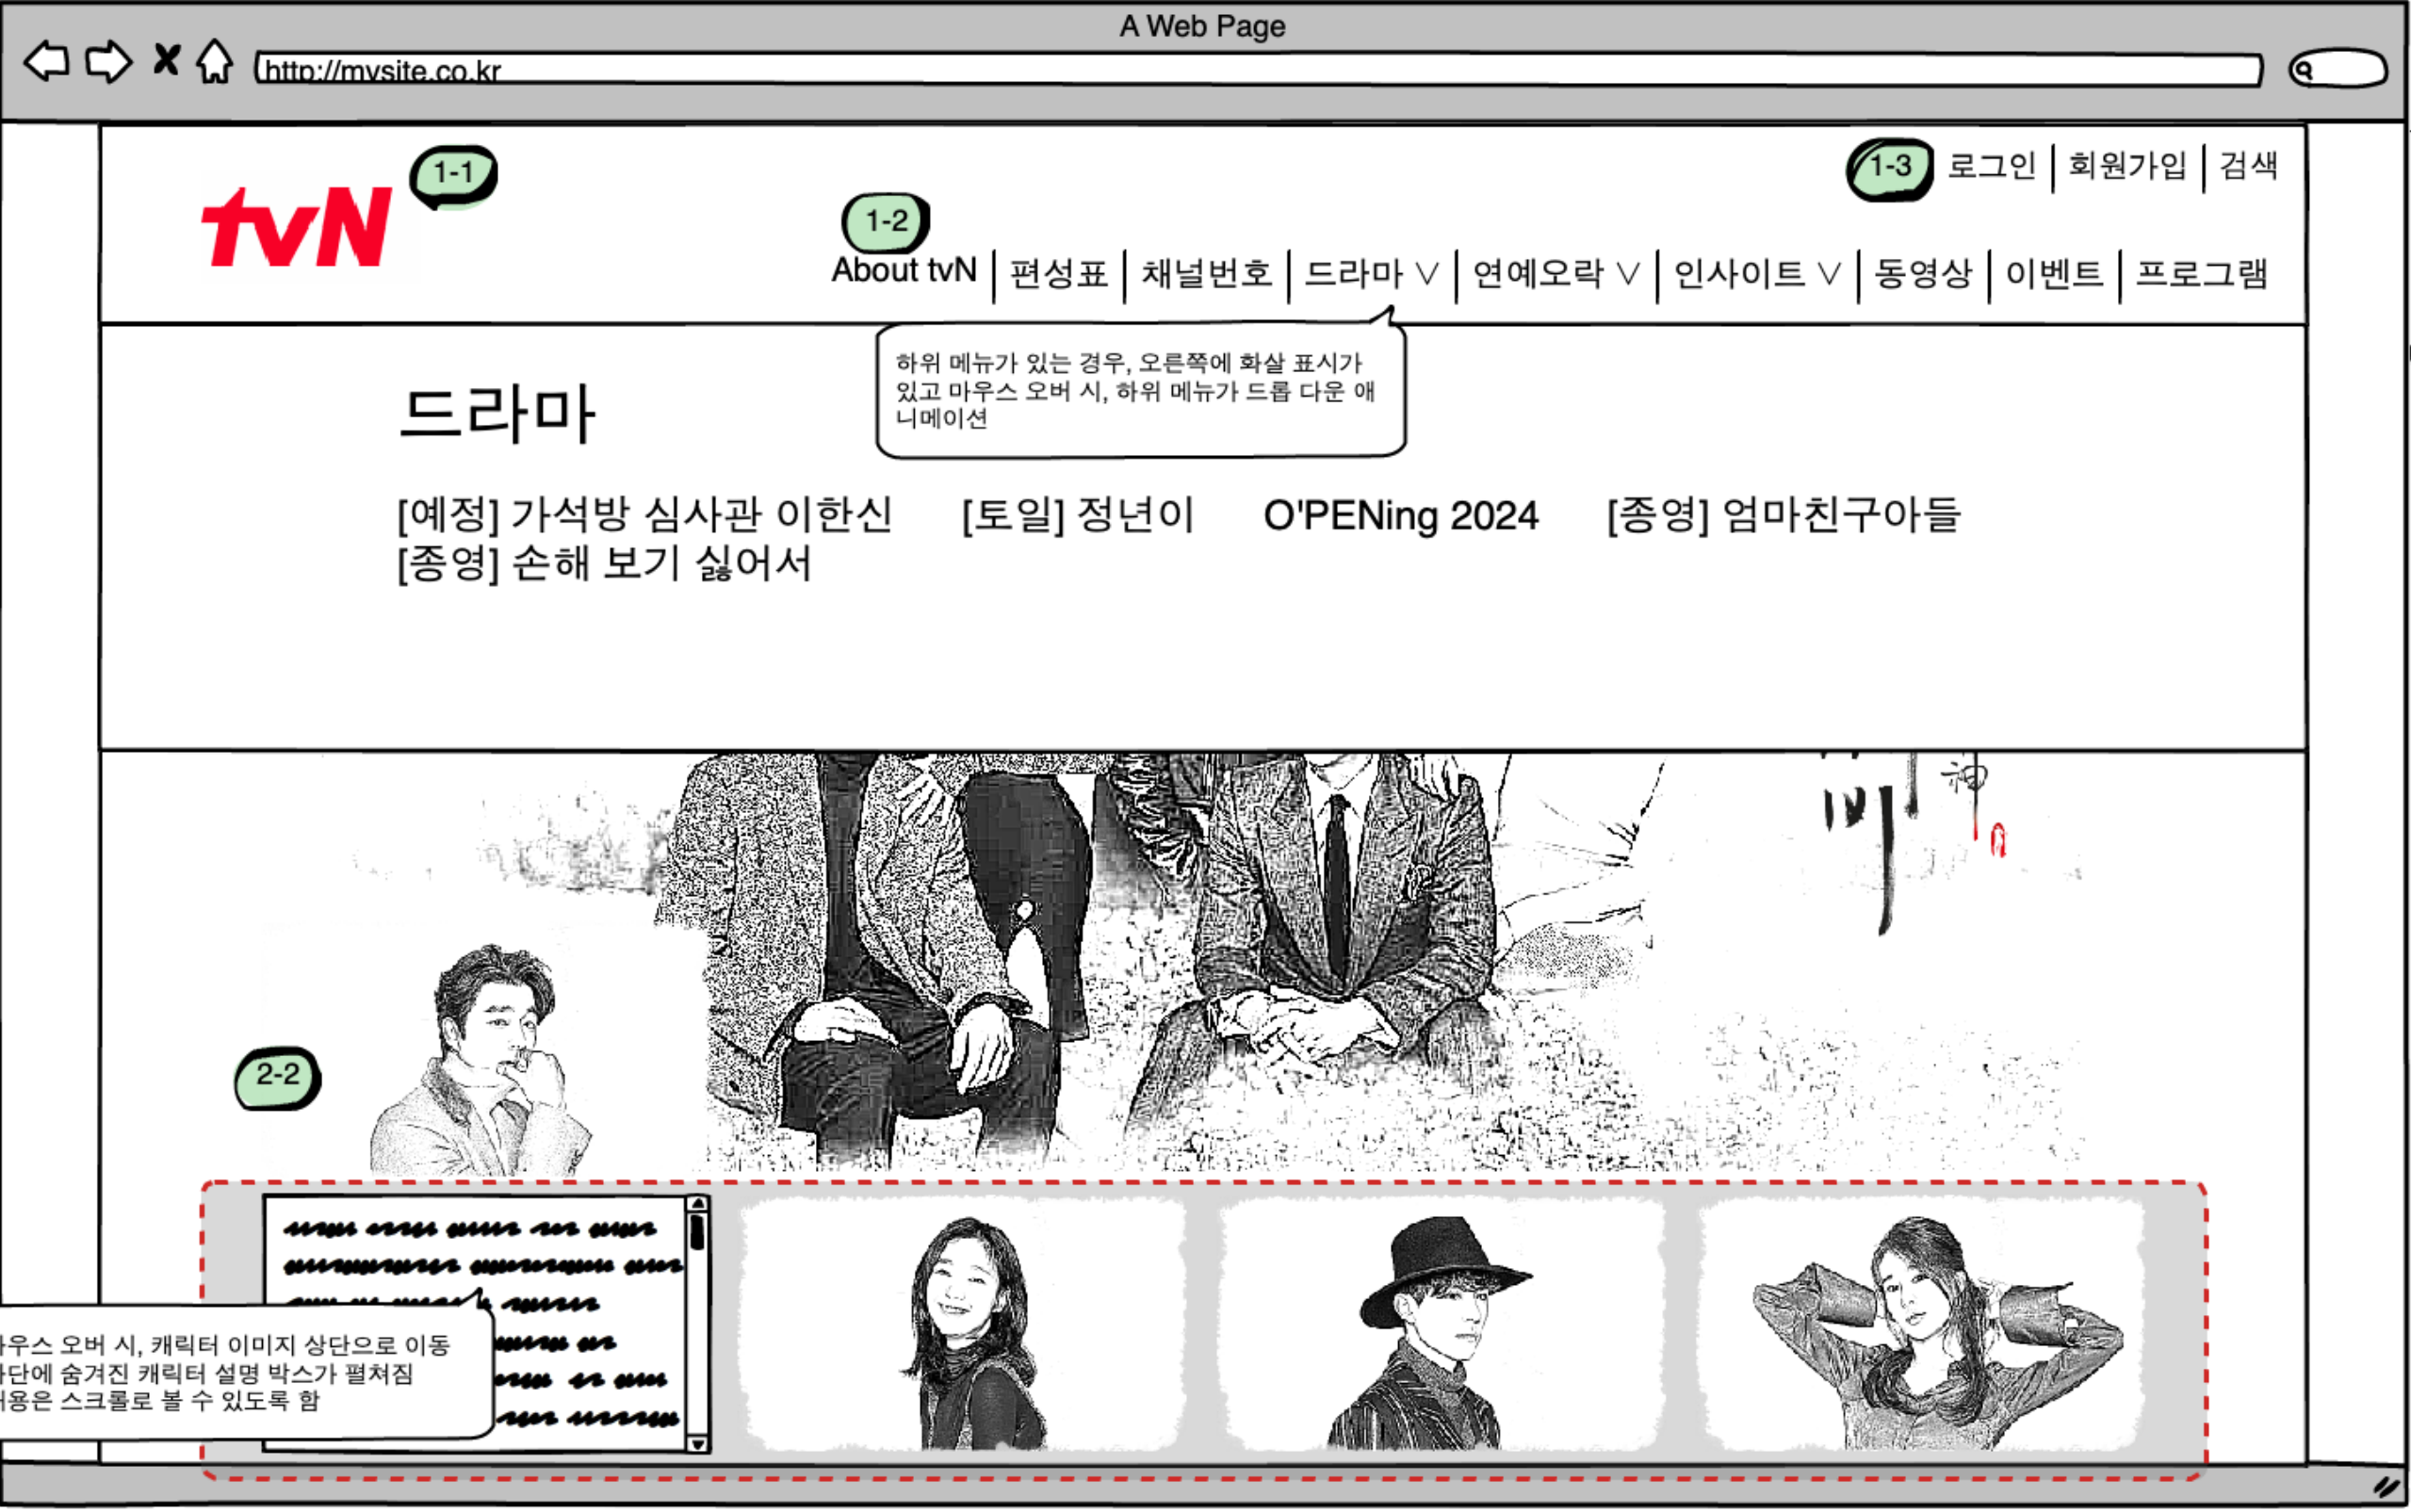 A Web Page
http://mysite.co.kr
tvN
1-1
1-2
1-3
로그인 | 회원가입 | 검색
About tvN | 편성표 | 채널번호 | 드라마 ∨ | 연예오락 ∨ | 인사이트 ∨ | 동영상 | 이벤트 | 프로그램
하위 메뉴가 있는 경우, 오른쪽에 화살 표시가
있고 마우스 오버 시, 하위 메뉴가 드롭 다운 애
니메이션
드라마
[예정] 가석방 심사관 이한신 [토일] 정년이 O'PENing 2024 [종영] 엄마친구아들
[종영] 손해 보기 싫어서
神
2-2
오버 시, 캐릭터 이미지 상단으로 이동
숨겨진 캐릭터 설명 박스가 펼쳐짐
스크롤로 볼 수 있도록 함